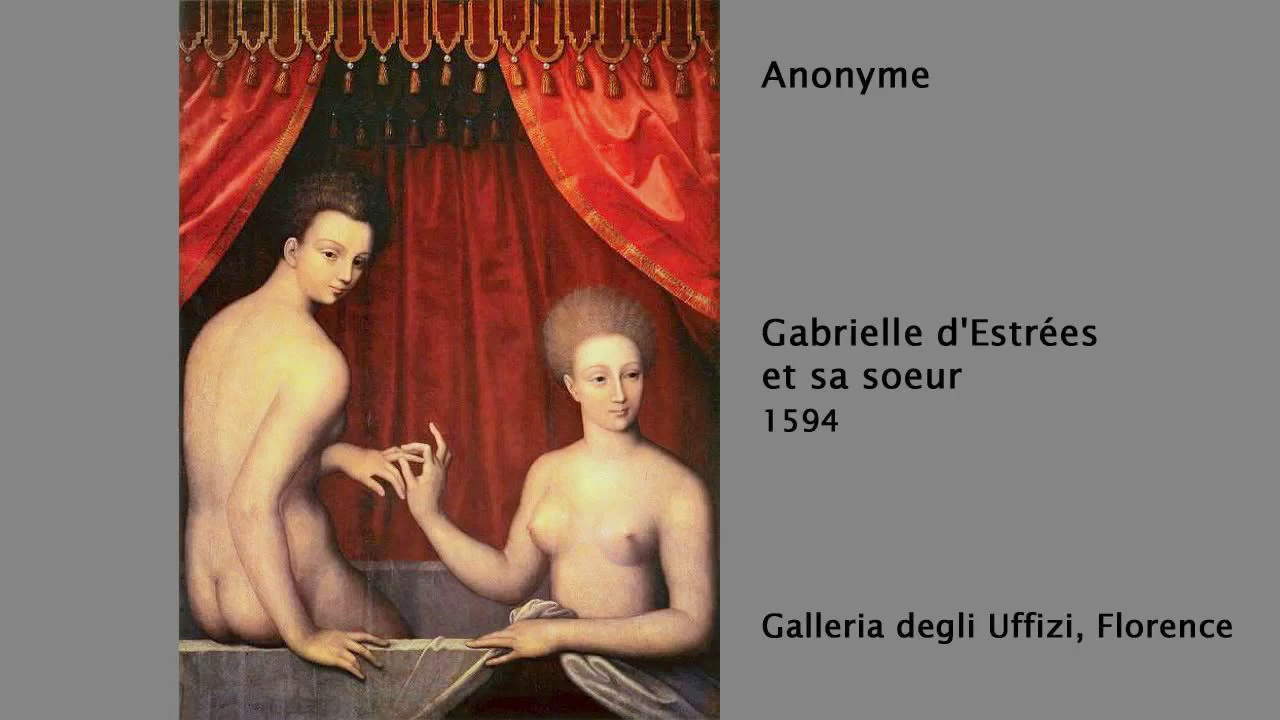 Anonyme
Gabrielle d'Estrées
et sa soeur
1594
Galleria degli Uffizi, Florence